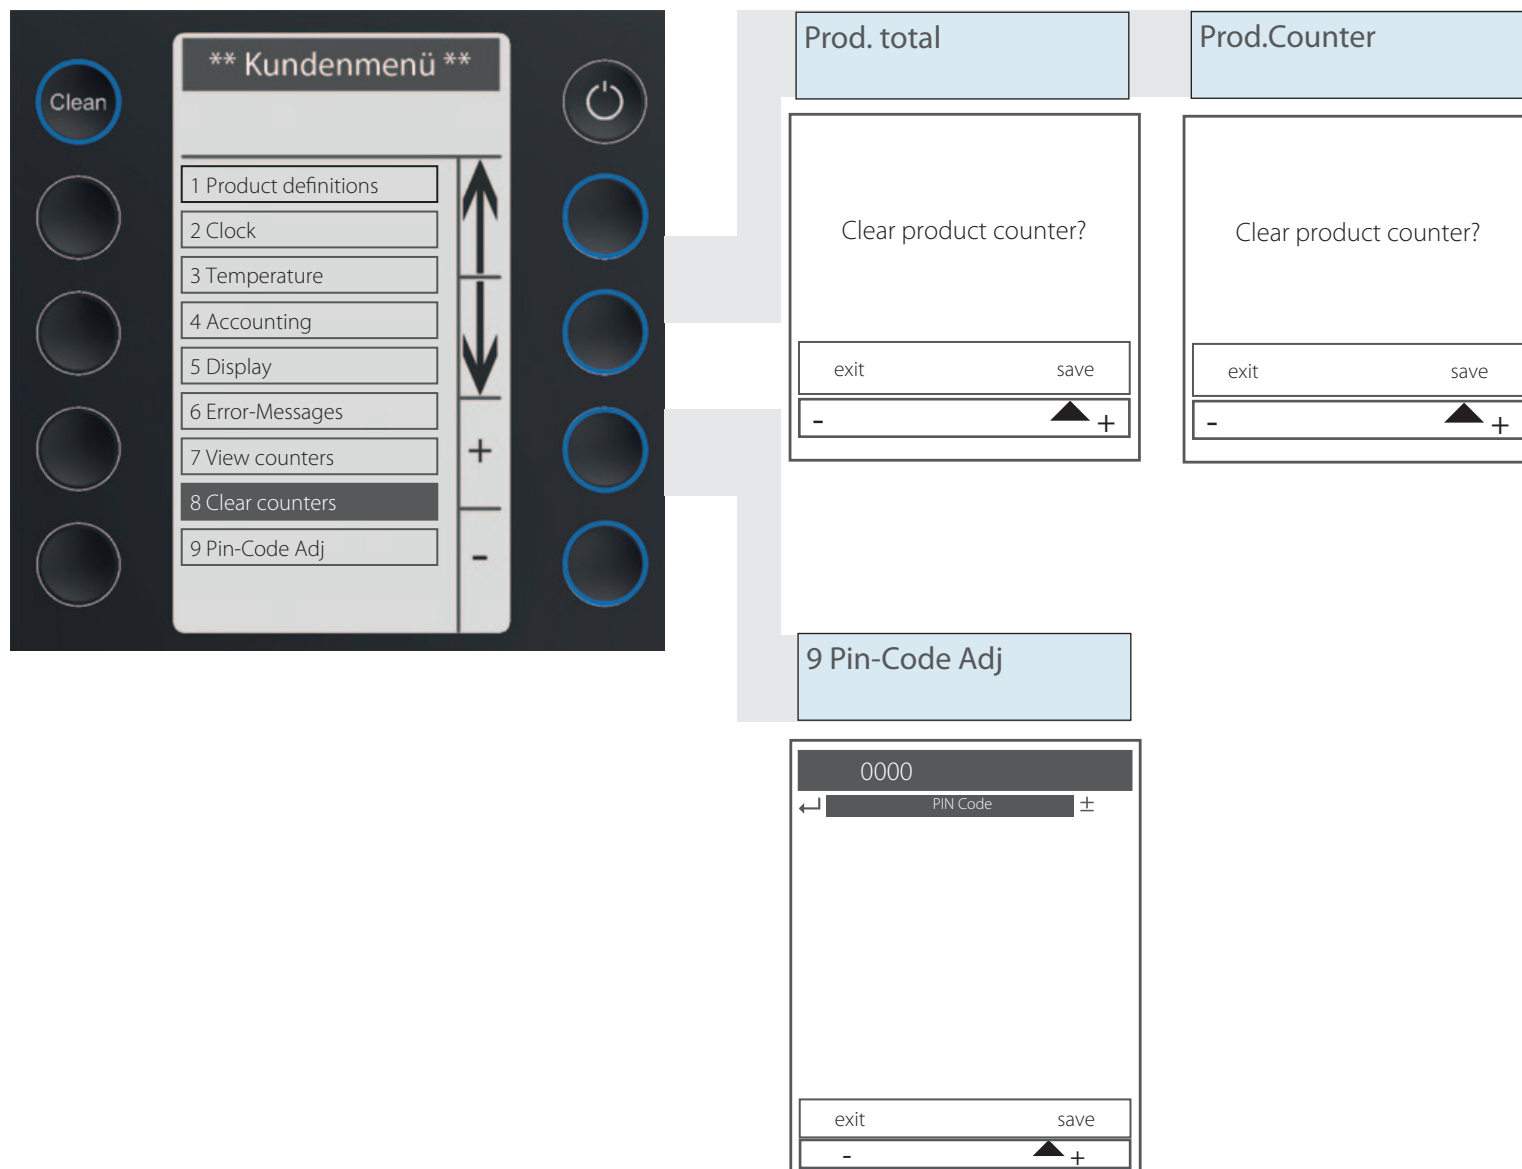 Clean
** Kundenmenü **
1 Product definitions
2 Clock
3 Temperature
4 Accounting
5 Display
6 Error-Messages
7 View counters
8 Clear counters
9 Pin-Code Adj
+
-
Prod. total
Clear product counter?
exit save
- +
Prod.Counter
Clear product counter?
exit save
- +
9 Pin-Code Adj
0000
PIN Code ±
exit save
- +